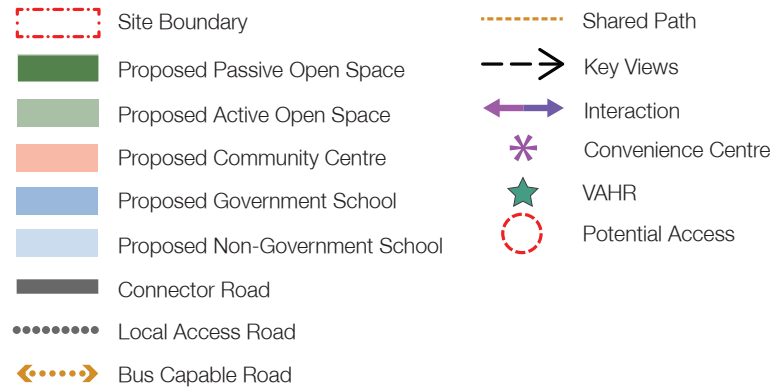 Site Boundary
Proposed Passive Open Space
Proposed Active Open Space
Proposed Community Centre
Proposed Government School
Proposed Non-Government School
Connector Road
Local Access Road
Bus Capable Road
Shared Path
Key Views
Interaction
Convenience Centre
VAHR
Potential Access